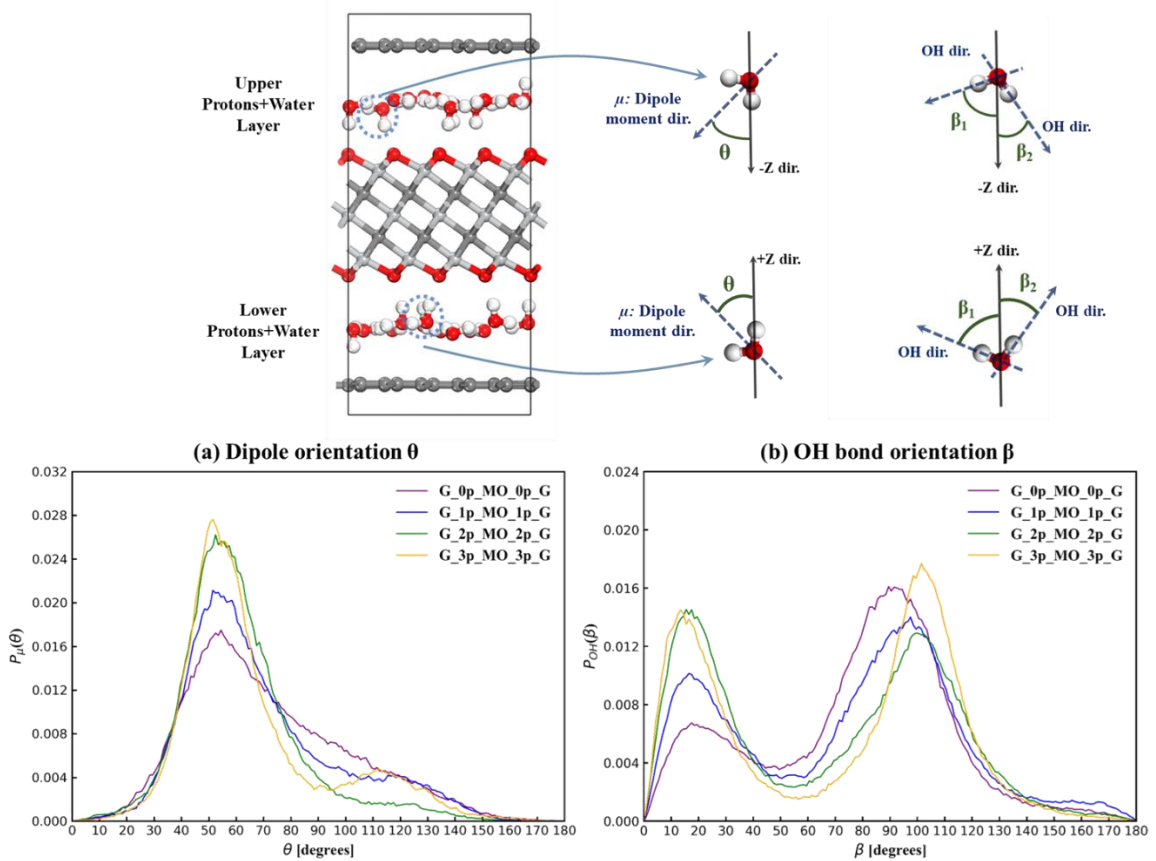 Upper
Protons+Water
Layer
Lower
Protons+Water
Layer
μ: Dipole
moment dir.
θ
-Z dir.
OH dir.
β1
β2
OH dir.
-Z dir.
+Z dir.
θ
μ: Dipole
moment dir.
+Z dir.
β2
β1
OH dir.
OH dir.
(a) Dipole orientation θ
0.032
0.028
0.024
0.020
0.016
0.012
0.008
0.004
0.000
Pμ(θ)
G_0p_MO_0p_G
G_1p_MO_1p_G
G_2p_MO_2p_G
G_3p_MO_3p_G
0 10 20 30 40 50 60 70 80 90 100 110 120 130 140 150 160 170 180
θ [degrees]
(b) OH bond orientation β
0.024
0.020
0.016
0.012
0.008
0.004
0.000
POH(β)
G_0p_MO_0p_G
G_1p_MO_1p_G
G_2p_MO_2p_G
G_3p_MO_3p_G
0 10 20 30 40 50 60 70 80 90 100 110 120 130 140 150 160 170 180
β [degrees]